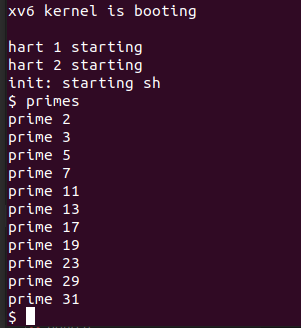 xv6 kernel is booting
hart 1 starting
hart 2 starting
init: starting sh
$ primes
prime 2
prime 3
prime 5
prime 7
prime 11
prime 13
prime 17
prime 19
prime 23
prime 29
prime 31
$